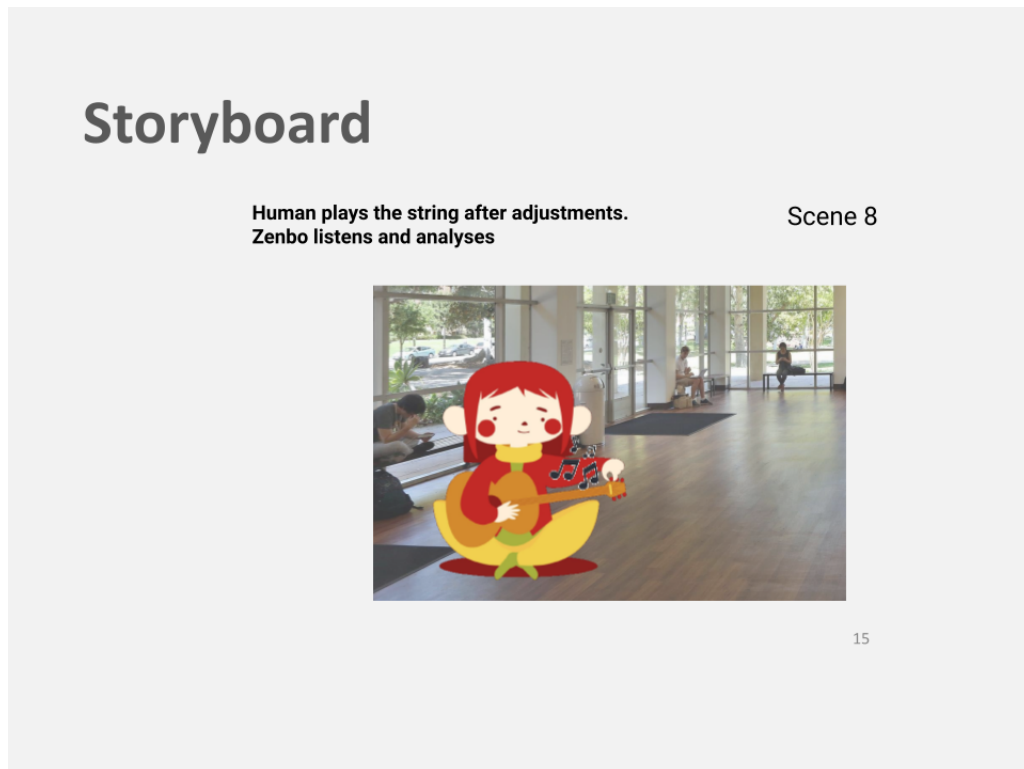 Storyboard
Human plays the string after adjustments.
Zenbo listens and analyses
Scene 8
15